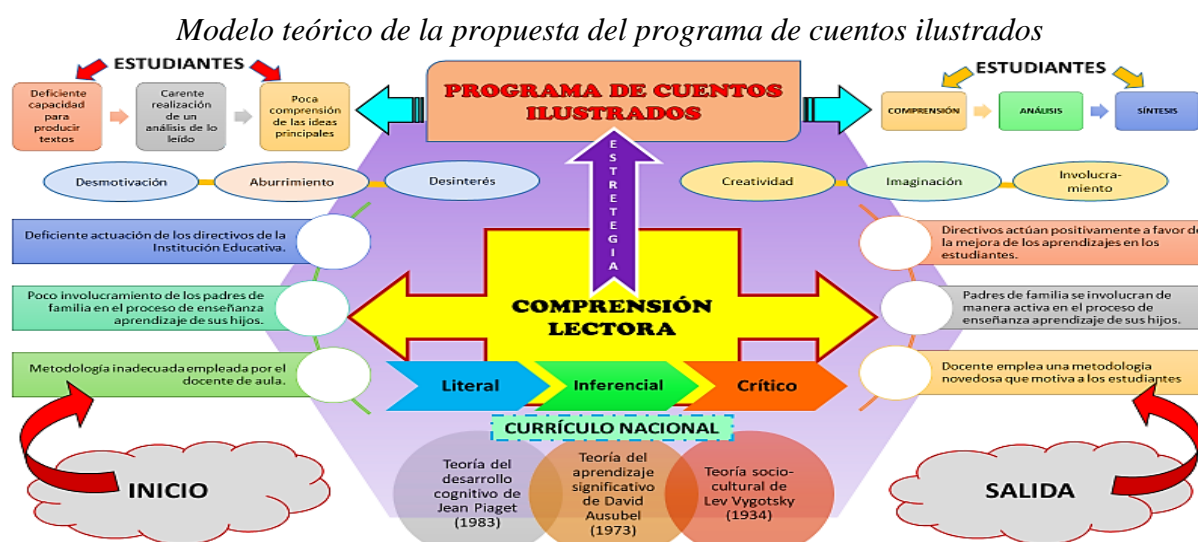 Modelo teórico de la propuesta del programa de cuentos ilustrados
ESTUDIANTES
Deficiente
capacidad
para
producir
textos
Carente
realización
de un
análisis de lo
leído
Poca
comprensión
de las ideas
principales
PROGRAMA DE CUENTOS
ILUSTRADOS
ESTUDIANTES
COMPRENSIÓN
ANÁLISIS
SÍNTESIS
Desmotivación
Aburrimiento
Desinterés
ESTRETEGIA
Creatividad
Imaginación
Involucra-
miento
Deficiente actuación de los directivos de la
Institución Educativa.
Poco involucramiento de los padres de
familia en el proceso de enseñanza
aprendizaje de sus hijos.
Metodología inadecuada empleada por el
docente de aula.
COMPRENSIÓN
LECTORA
Literal
Inferencial
Crítico
Directivos actúan positivamente a favor de
la mejora de los aprendizajes en los
estudiantes.
Padres de familia se involucran de
manera activa en el proceso de
enseñanza aprendizaje de sus hijos.
Docente emplea una metodología
novedosa que motiva a los estudiantes
CURRÍCULO NACIONAL
Teoría del
desarrollo
cognitivo de
Jean Piaget
(1983)
Teoría del
aprendizaje
significativo
de David
Ausubel
(1973)
Teoría socio-
cultural de
Lev Vygotsky
(1934)
INICIO
SALIDA